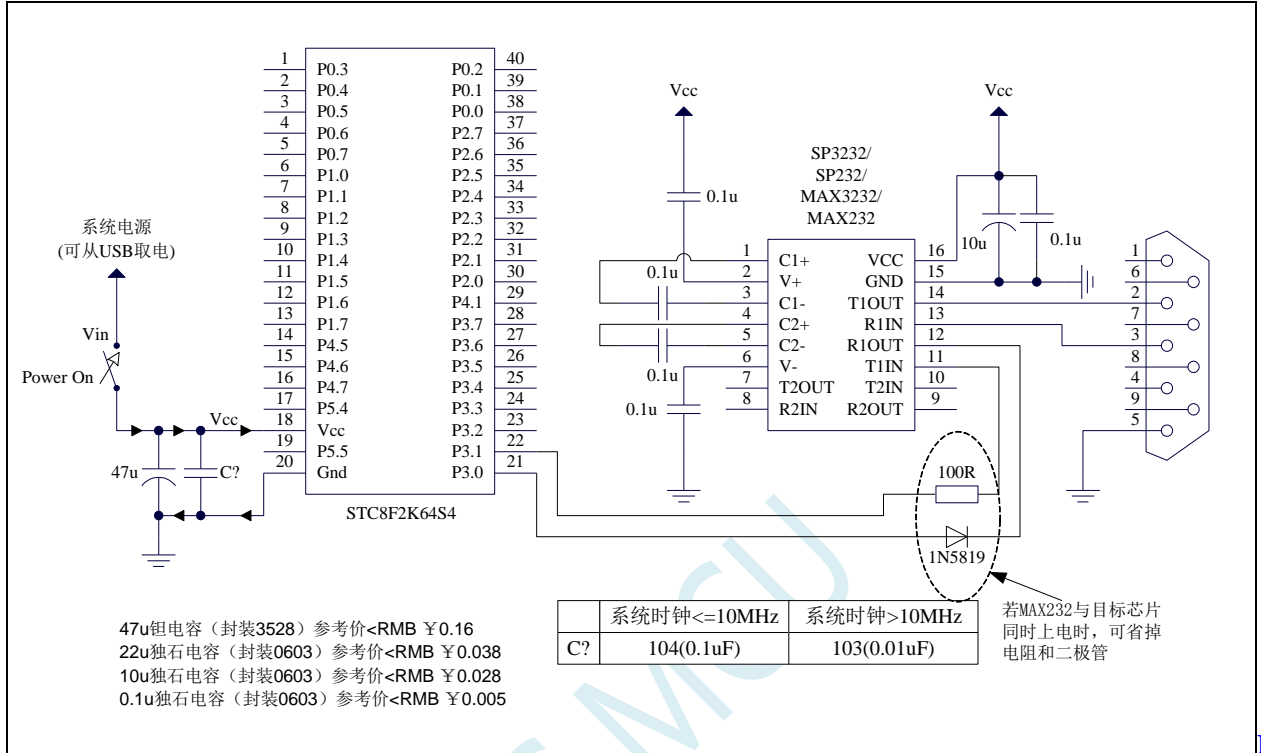 1 P0.3 P0.2 40
2 P0.4 P0.1 39
3 P0.5 P0.0 38
4 P0.6 P2.7 37
5 P0.7 P2.6 36
6 P1.0 P2.5 35
7 P1.1 P2.4 34
8 P1.2 P2.3 33
9 P1.3 P2.2 32
10 P1.4 P2.1 31
11 P1.5 P2.0 30
12 P1.6 P4.1 29
13 P1.7 P3.7 28
14 P4.5 P3.6 27
15 P4.6 P3.5 26
16 P4.7 P3.4 25
17 P5.4 P3.3 24
18 Vcc P3.2 23
19 P5.5 P3.1 22
20 Gnd P3.0 21
STC8F2K64S4
系统电源
(可从USB取电)
Vin
Power On
Vcc
47u
C?
Vcc
0.1u
0.1u
0.1u
0.1u
SP3232/
SP232/
MAX3232/
MAX232
1 C1+ VCC 16
2 V+ GND 15
3 C1- T1OUT 14
4 C2+ R1IN 13
5 C2- R1OUT 12
6 V- T1IN 11
7 T2OUT T2IN 10
8 R2IN R2OUT 9
Vcc
10u
0.1u
1
6
2
7
3
8
4
9
5
100R
1N5819
若MAX232与目标芯片
同时上电时，可省掉
电阻和二极管
系统时钟<=10MHz 系统时钟>10MHz
C? 104(0.1uF) 103(0.01uF)
47u钽电容（封装3528）参考价<RMB ￥0.16
22u独石电容（封装0603）参考价<RMB ￥0.038
10u独石电容（封装0603）参考价<RMB ￥0.028
0.1u独石电容（封装0603）参考价<RMB ￥0.005
MCU